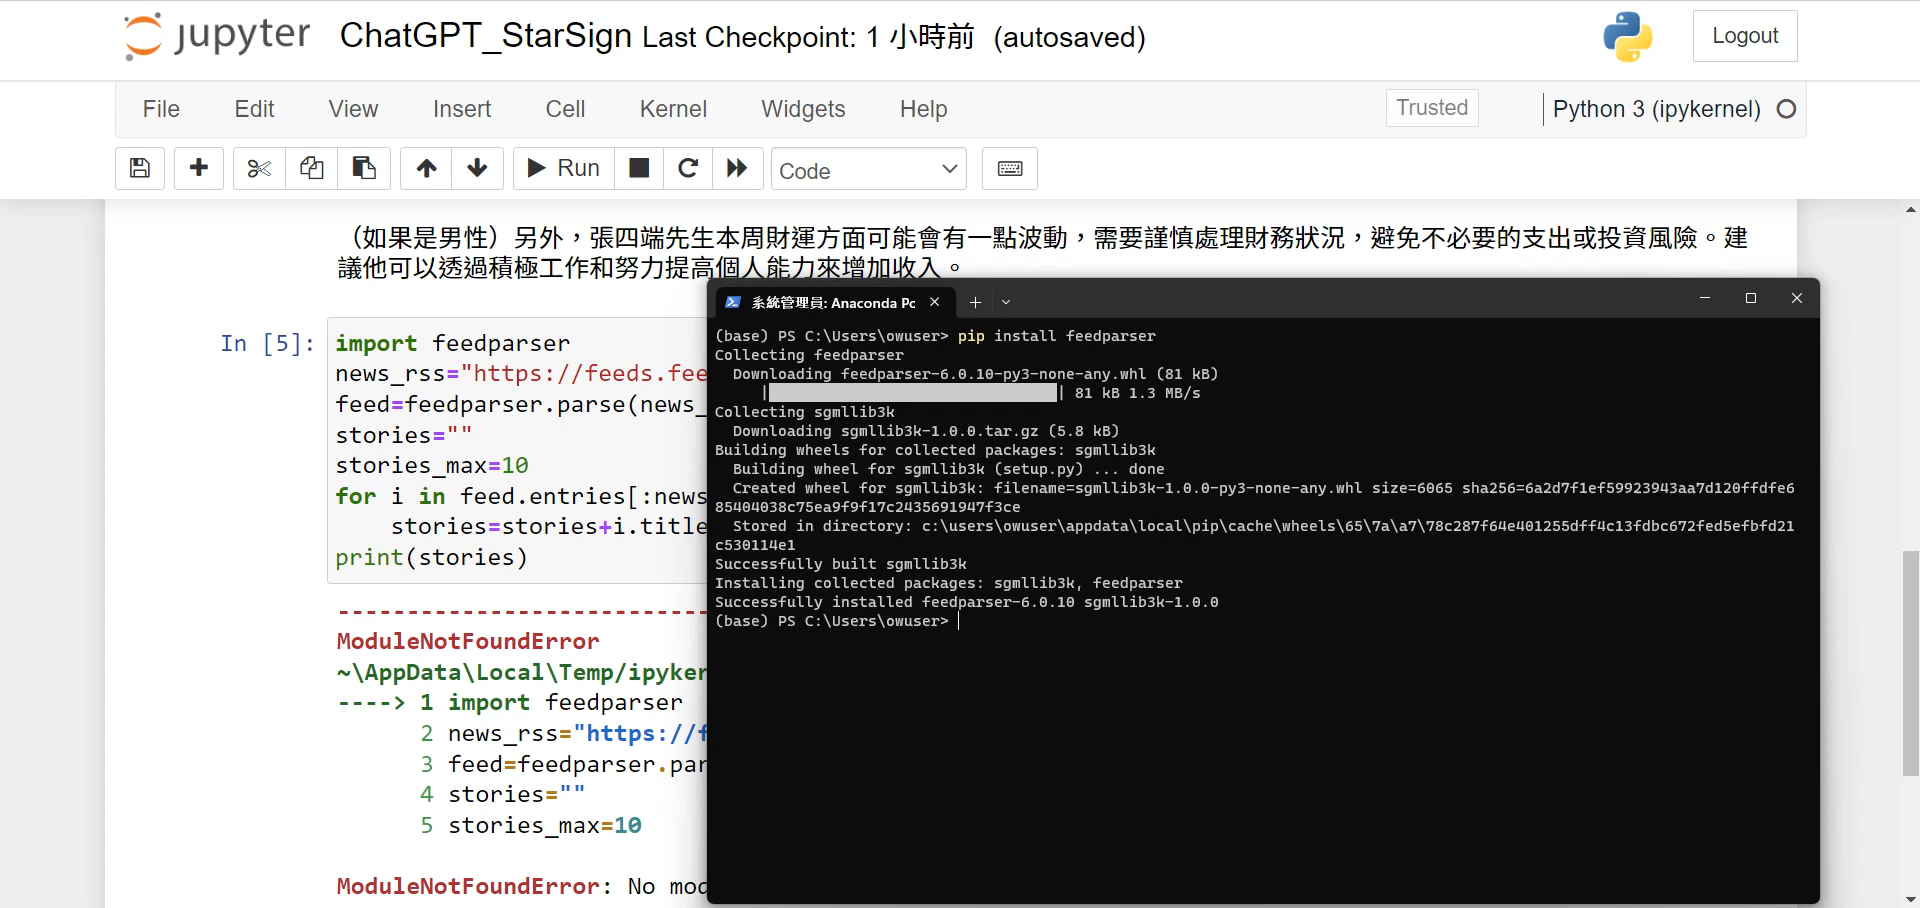 jupyter ChatGPT_StarSign Last Checkpoint: 1 小時前 (autosaved)
Logout
File Edit View Insert Cell Kernel Widgets Help
Trusted
Python 3 (ipykernel)
Run
Code
（如果是男性）另外，張四端先生本周財運方面可能會有一點波動，需要謹慎處理財務狀況，避免不必要的支出或投資風險。建
議他可以透過積極工作和努力提高個人能力來增加收入。
In [5]:
import feedparser
news_rss="https://feeds.fee
feed=feedparser.parse(news_
stories=""
stories_max=10
for i in feed.entries[:news
    stories=stories+i.title
print(stories)
---------------------------
ModuleNotFoundError
~\AppData\Local\Temp/ipyker
----> 1 import feedparser
      2 news_rss="https://f
      3 feed=feedparser.par
      4 stories=""
      5 stories_max=10
ModuleNotFoundError: No mod
系統管理員: Anaconda Pc
(base) PS C:\Users\owuser> pip install feedparser
Collecting feedparser
  Downloading feedparser-6.0.10-py3-none-any.whl (81 kB)
     | | 81 kB 1.3 MB/s
Collecting sgmllib3k
  Downloading sgmllib3k-1.0.0.tar.gz (5.8 kB)
Building wheels for collected packages: sgmllib3k
  Building wheel for sgmllib3k (setup.py) ... done
  Created wheel for sgmllib3k: filename=sgmllib3k-1.0.0-py3-none-any.whl size=6065 sha256=6a2d7f1ef59923943aa7d120ffdfe6
85404038c75ea9f9f17c2435691947f3ce
  Stored in directory: c:\users\owuser\appdata\local\pip\cache\wheels\65\7a\a7\78c287f64e401255dff4c13fdbc672fed5efbfd21
c530114e1
Successfully built sgmllib3k
Installing collected packages: sgmllib3k, feedparser
Successfully installed feedparser-6.0.10 sgmllib3k-1.0.0
(base) PS C:\Users\owuser>